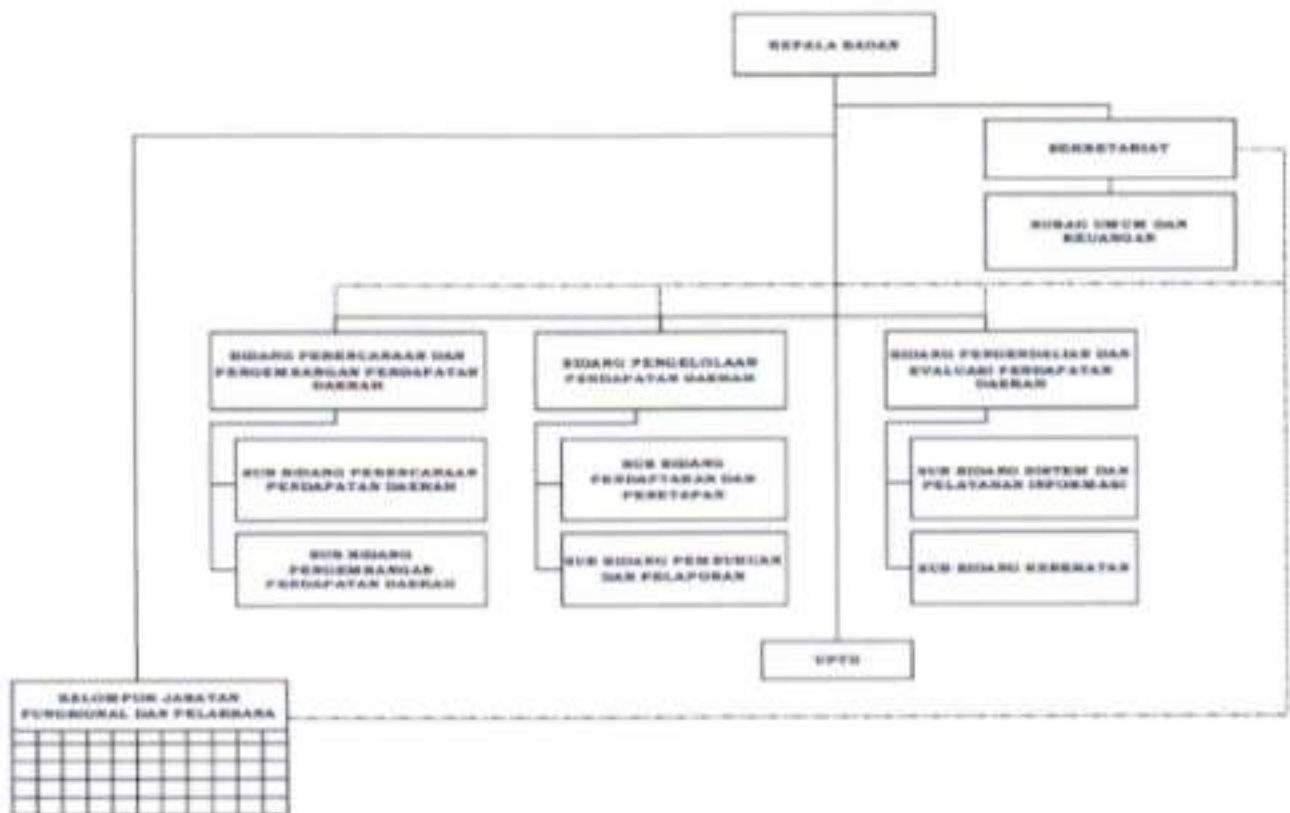 KEPALA BADAN
SEKRETARIAT
SUBAG UMUM DAN
KEUANGAN
BIDANG PERENCANAAN DAN
PENGEMBANGAN PENDAPATAN
DAERAH
BIDANG PENGELOLAAN
PENDAPATAN DAERAH
BIDANG PENGENDALIAN DAN
EVALUASI PENDAPATAN
DAERAH
SUB BIDANG PERENCANAAN
PENDAPATAN DAERAH
SUB BIDANG
PENDAFTARAN DAN
PENETAPAN
SUB BIDANG SISTEM DAN
PELAYANAN INFORMASI
SUB BIDANG
PENGEMBANGAN
PENDAPATAN DAERAH
SUB BIDANG PEMBUKUAN
DAN PELAPORAN
SUB BIDANG KEBERATAN
UPTD
KELOMPOK JABATAN
FUNGSIONAL DAN PELAKSANA